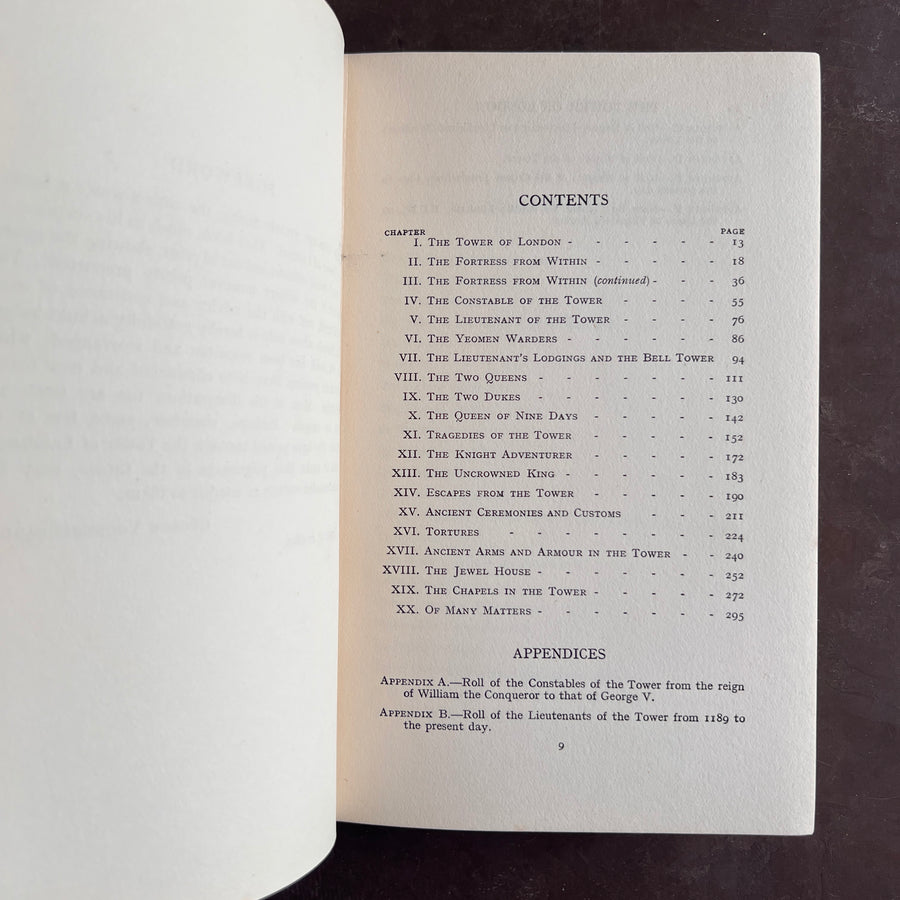 CONTENTS
CHAPTER PAGE
I. The Tower of London - - - - - - 13
II. The Fortress from Within - - - - - 18
III. The Fortress from Within (continued) - - - 36
IV. The Constable of the Tower - - - - 55
V. The Lieutenant of the Tower - - - - 76
VI. The Yeomen Warders - - - - - 86
VII. The Lieutenant's Lodgings and the Bell Tower 94
VIII. The Two Queens - - - - - - - 111
IX. The Two Dukes - - - - - - - 130
X. The Queen of Nine Days - - - - - 142
XI. Tragedies of the Tower - - - - - 152
XII. The Knight Adventurer - - - - - 172
XIII. The Uncrowned King - - - - - - 183
XIV. Escapes from the Tower - - - - - 190
XV. Ancient Ceremonies and Customs - - - 211
XVI. Tortures - - - - - - - - 224
XVII. Ancient Arms and Armour in the Tower - - 240
XVIII. The Jewel House - - - - - - - 252
XIX. The Chapels in the Tower - - - - - 272
XX. Of Many Matters - - - - - - - 295
APPENDICES
Appendix A.—Roll of the Constables of the Tower from the reign
of William the Conqueror to that of George V.
Appendix B.—Roll of the Lieutenants of the Tower from 1189 to
the present day.
9